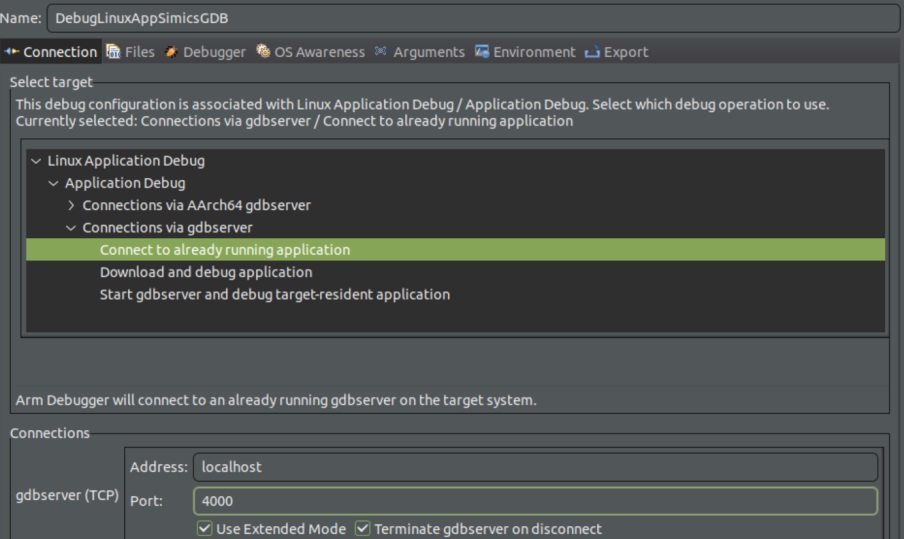 Name: DebugLinuxAppSimicsGDB
Connection Files Debugger OS Awareness Arguments Environment Export
Select target
This debug configuration is associated with Linux Application Debug / Application Debug. Select which debug operation to use.
Currently selected: Connections via gdbserver / Connect to already running application
Linux Application Debug
Application Debug
Connections via AArch64 gdbserver
Connections via gdbserver
Connect to already running application
Download and debug application
Start gdbserver and debug target-resident application
Arm Debugger will connect to an already running gdbserver on the target system.
Connections
Address: localhost
gdbserver (TCP) Port: 4000
Use Extended Mode Terminate gdbserver on disconnect